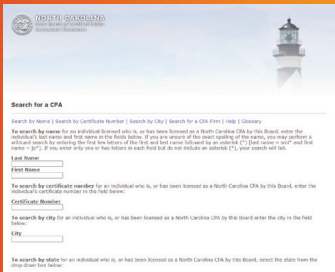 NORTH CAROLINA
State Board of Certified Public
Accountant Examiners
Search for a CPA
Search by Name | Search by Certificate Number | Search by City | Search for a CPA Firm | Help | Glossary
To search by name for an individual licensed who is, or has been licensed as a North Carolina CPA by this Board, enter the
individual's last name and first name in the fields below. If you are unsure of the exact spelling of the name, you may perform a
wildcard search by entering the first few letters of the first and last name followed by an asterisk (*) [last name = smi* and first
name = jo*]. If you enter only one or two letters in each field but do not include an asterisk (*), your search will fail.
Last Name
First Name
To search by certificate number for an individual who is, or has been licensed as a North Carolina CPA by this Board, enter the
individual's certificate number in the field below:
Certificate Number
To search by city for an individual who is, or has been licensed as a North Carolina CPA by this Board enter the city in the field
below:
City
To search by state for an individual who is, or has been licensed as a North Carolina CPA by this Board, select the state from the
drop down box below: